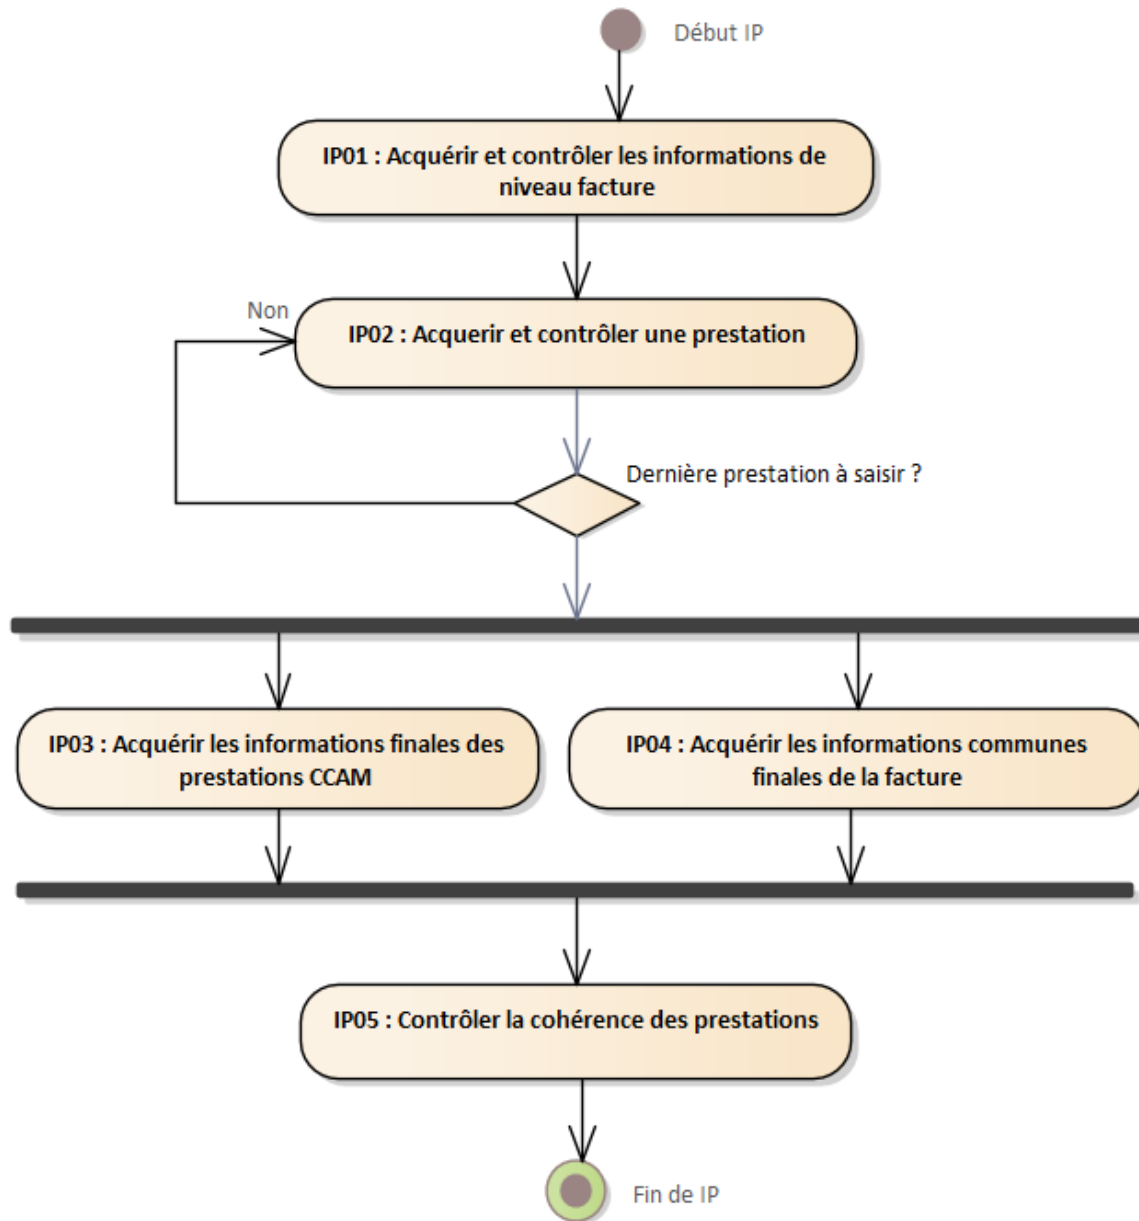 Début IP
IP01 : Acquérir et contrôler les informations de
niveau facture
Non
IP02 : Acquerir et contrôler une prestation
Dernière prestation à saisir ?
IP03 : Acquérir les informations finales des
prestations CCAM
IP04 : Acquérir les informations communes
finales de la facture
IP05 : Contrôler la cohérence des prestations
Fin de IP